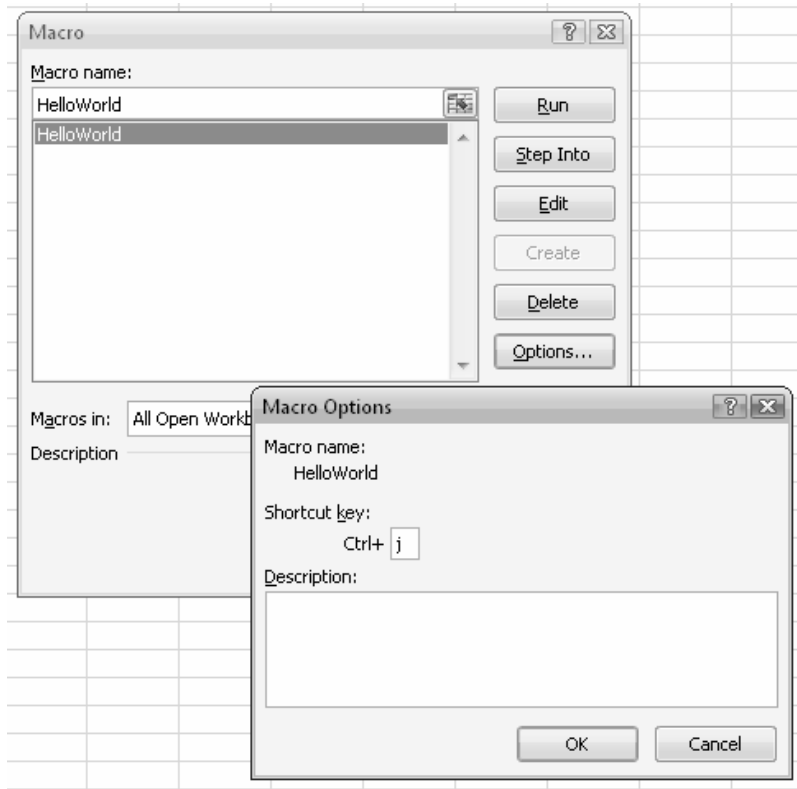 Macro
Macro name:
HelloWorld
HelloWorld
Run
Step Into
Edit
Create
Delete
Options...
Macros in:
All Open Workb
Description
Macro Options
Macro name:
HelloWorld
Shortcut key:
Ctrl+ j
Description:
OK
Cancel